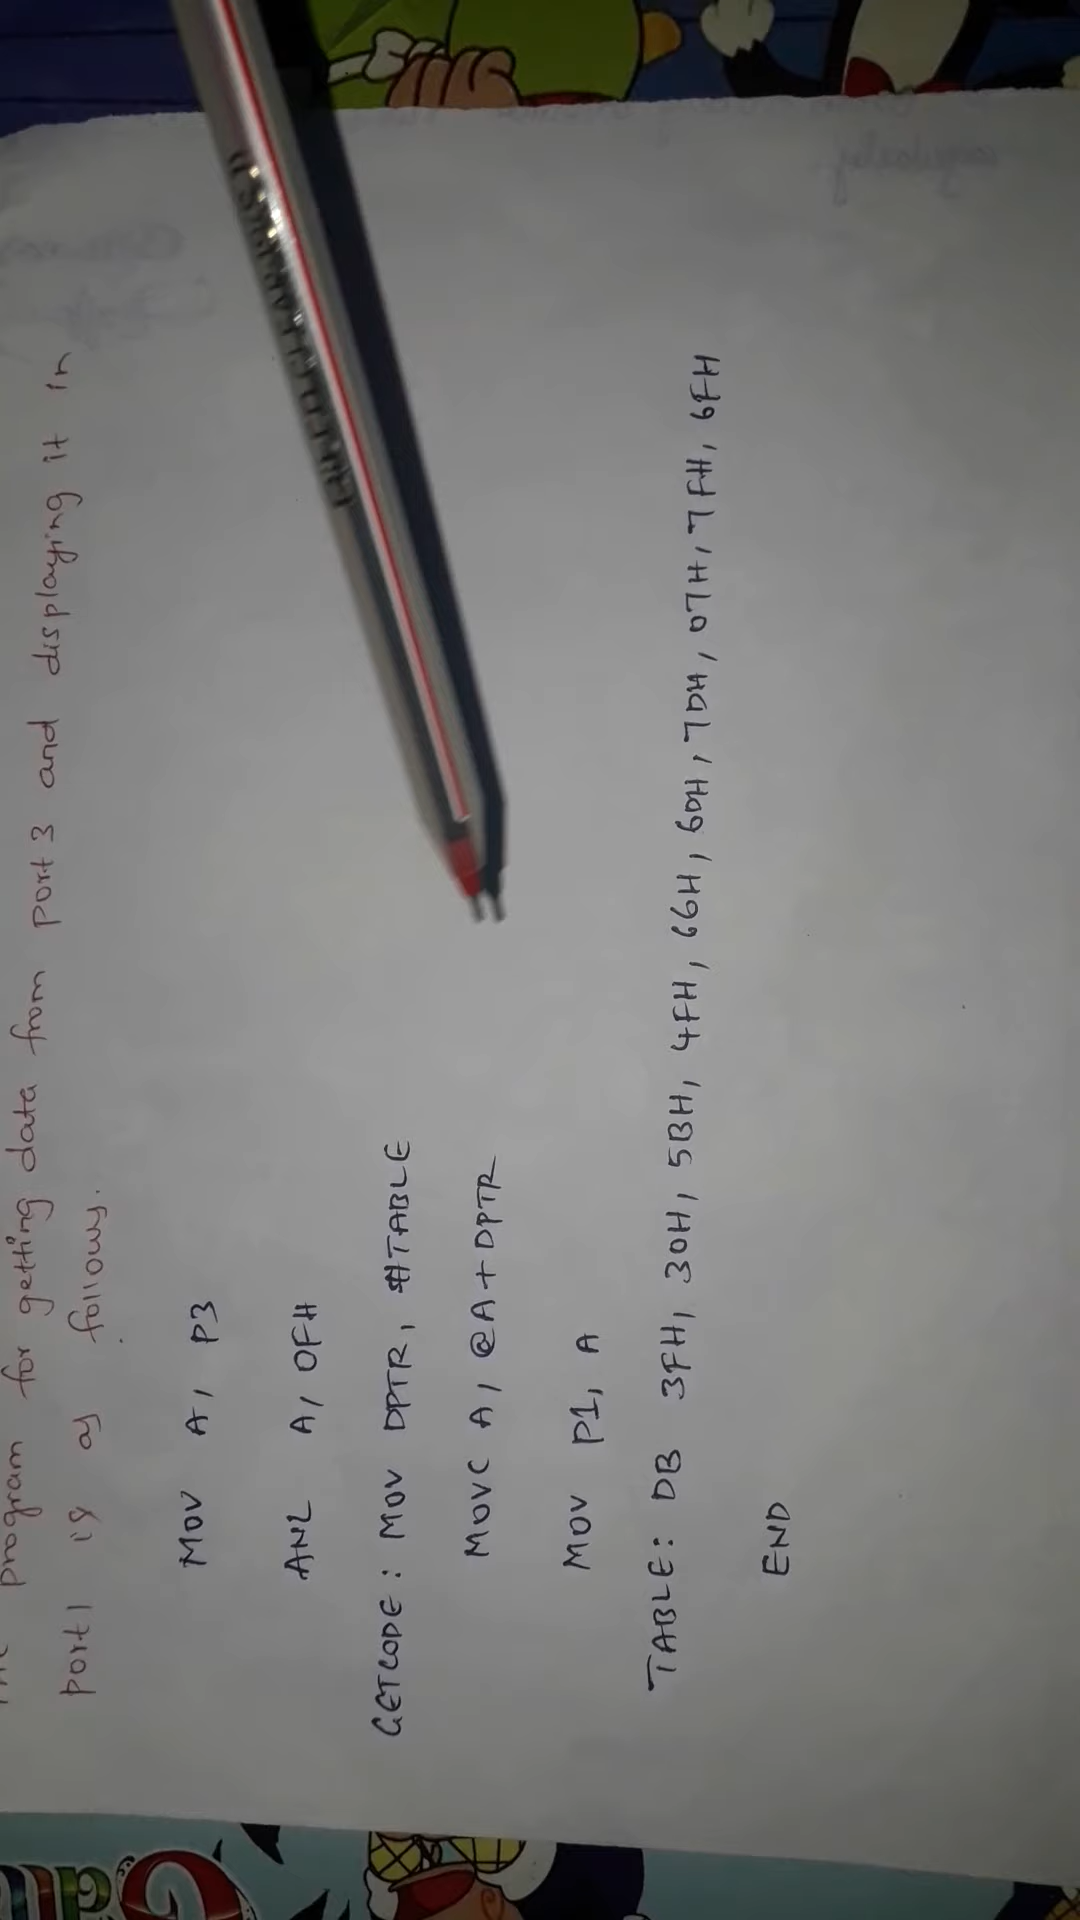 program for getting data from port 3 and displaying it in
port 1 is as follows.
MOV A, P3
ANL A, 0FH
GETCODE: MOV DPTR, #TABLE
MOVC A, @A+DPTR
MOV P1, A
TABLE: DB 3FH, 30H, 5BH, 4FH, 66H, 6DH, 7DH, 07H, 7FH, 6FH
END